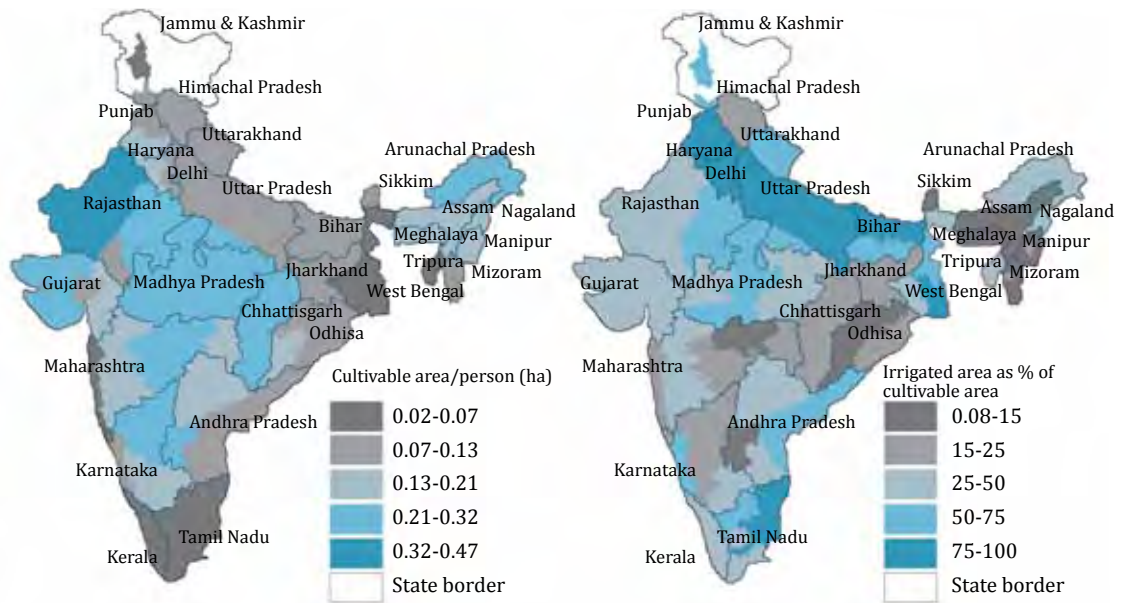 Jammu & Kashmir
Himachal Pradesh
Punjab
Uttarakhand
Haryana
Delhi
Arunachal Pradesh
Uttar Pradesh
Sikkim
Rajasthan
Assam
Nagaland
Bihar
Meghalaya
Manipur
Tripura
Jharkhand
Mizoram
Gujarat
Madhya Pradesh
West Bengal
Chhattisgarh
Odhisa
Maharashtra
Andhra Pradesh
Karnataka
Tamil Nadu
Kerala
Cultivable area/person (ha)
0.02-0.07
0.07-0.13
0.13-0.21
0.21-0.32
0.32-0.47
State border
Jammu & Kashmir
Himachal Pradesh
Punjab
Uttarakhand
Haryana
Delhi
Arunachal Pradesh
Uttar Pradesh
Sikkim
Rajasthan
Assam
Nagaland
Bihar
Meghalaya
Manipur
Tripura
Jharkhand
Mizoram
Gujarat
Madhya Pradesh
West Bengal
Chhattisgarh
Odhisa
Maharashtra
Andhra Pradesh
Karnataka
Tamil Nadu
Kerala
Irrigated area as % of
cultivable area
0.08-15
15-25
25-50
50-75
75-100
State border